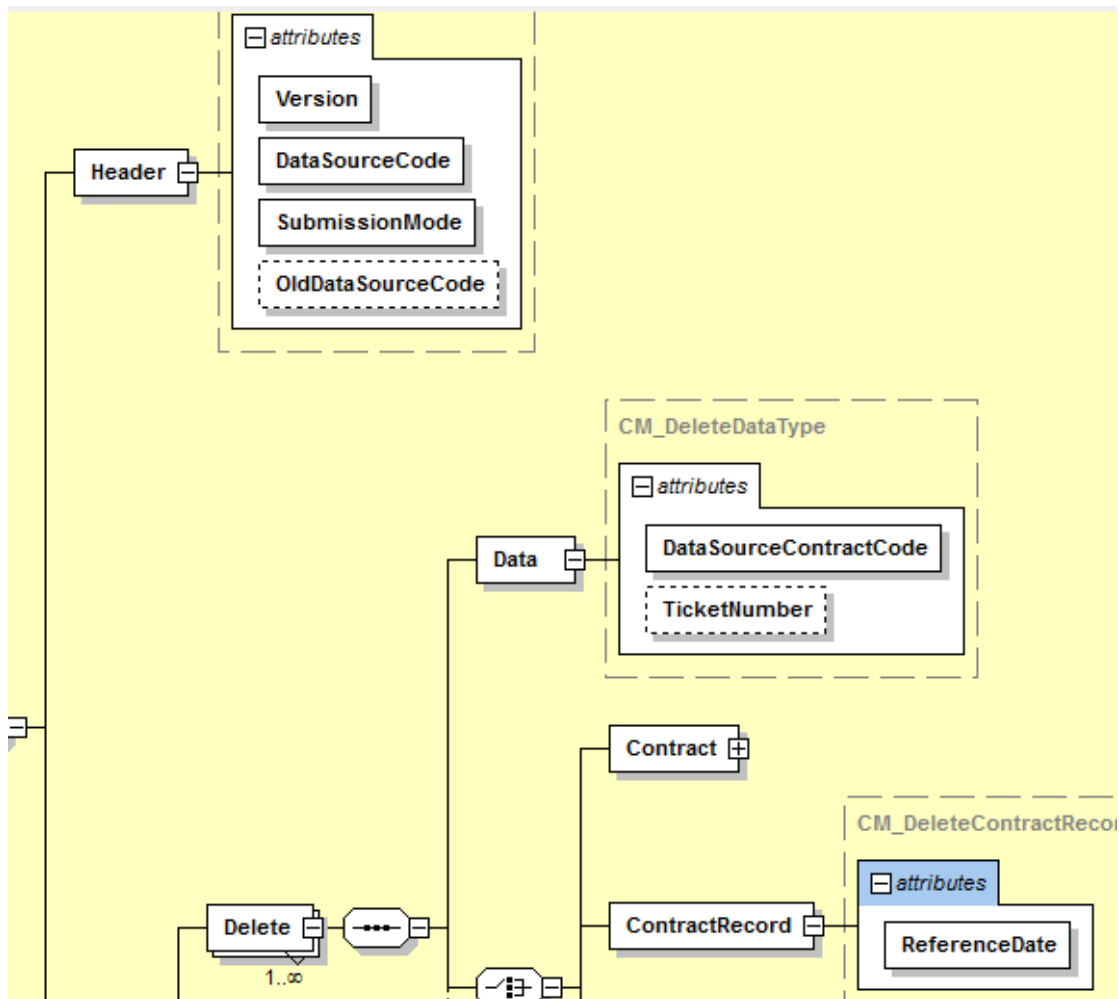 attributes
Version
Header
DataSourceCode
SubmissionMode
OldDataSourceCode
CM_DeleteDataType
attributes
Data
DataSourceContractCode
TicketNumber
Contract
CM_DeleteContractRecor
attributes
Delete
ContractRecord
ReferenceDate
1..∞